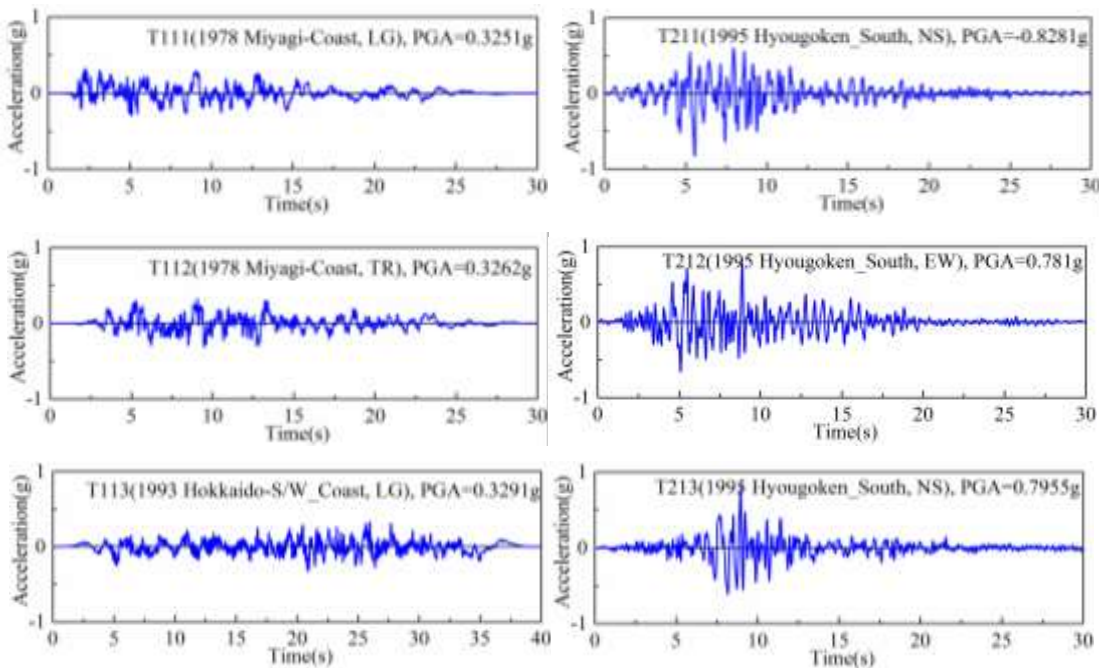 T111(1978 Miyagi-Coast, LG), PGA=0.3251g
Acceleration(g)
1
0
-1
0 5 10 15 20 25 30
Time(s)
T211(1995 Hyougoken_South, NS), PGA=-0.8281g
Acceleration(g)
1
0
-1
0 5 10 15 20 25 30
Time(s)
T112(1978 Miyagi-Coast, TR), PGA=0.3262g
Acceleration(g)
1
0
-1
0 5 10 15 20 25 30
Time(s)
T212(1995 Hyougoken_South, EW), PGA=0.781g
Acceleration(g)
1
0
-1
0 5 10 15 20 25 30
Time(s)
T113(1993 Hokkaido-S/W_Coast, LG), PGA=0.3291g
Acceleration(g)
1
0
-1
0 5 10 15 20 25 30 35 40
Time(s)
T213(1995 Hyougoken_South, NS), PGA=0.7955g
Acceleration(g)
1
0
-1
0 5 10 15 20 25 30
Time(s)